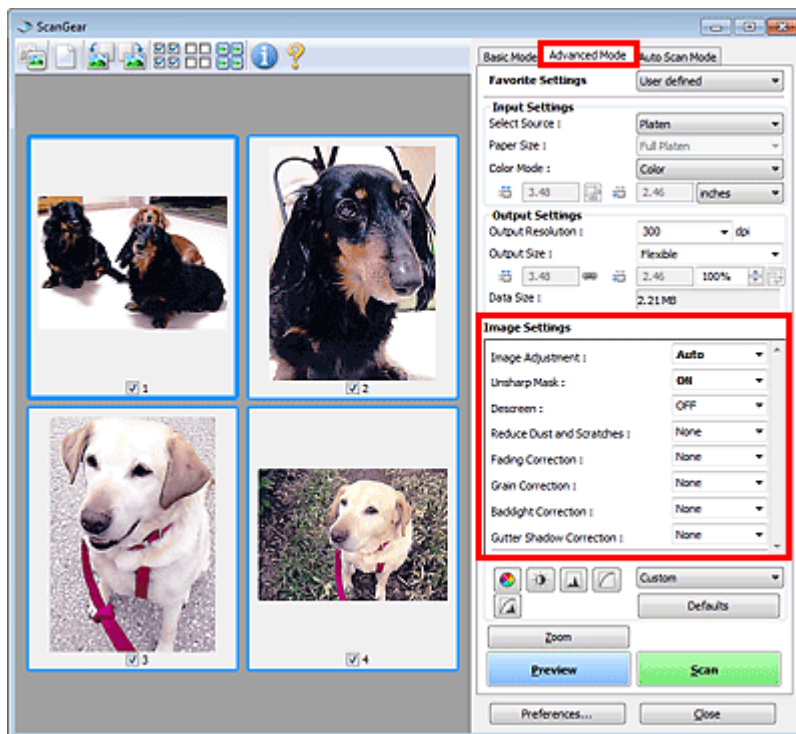 ScanGear
Basic Mode Advanced Mode Auto Scan Mode
Favorite Settings User defined
Input Settings
Select Source : Platen
Paper Size : Full Platen
Color Mode : Color
3.48 2.46 inches
Output Settings
Output Resolution : 300 dpi
Output Size : Flexible
3.48 2.46 100%
Data Size : 2.21 MB
Image Settings
Image Adjustment : Auto
Unsharp Mask : ON
Descreen : OFF
Reduce Dust and Scratches : None
Fading Correction : None
Grain Correction : None
Backlight Correction : None
Gutter Shadow Correction : None
Custom
Defaults
Zoom
Preview Scan
Preferences... Close
1
2
3
4